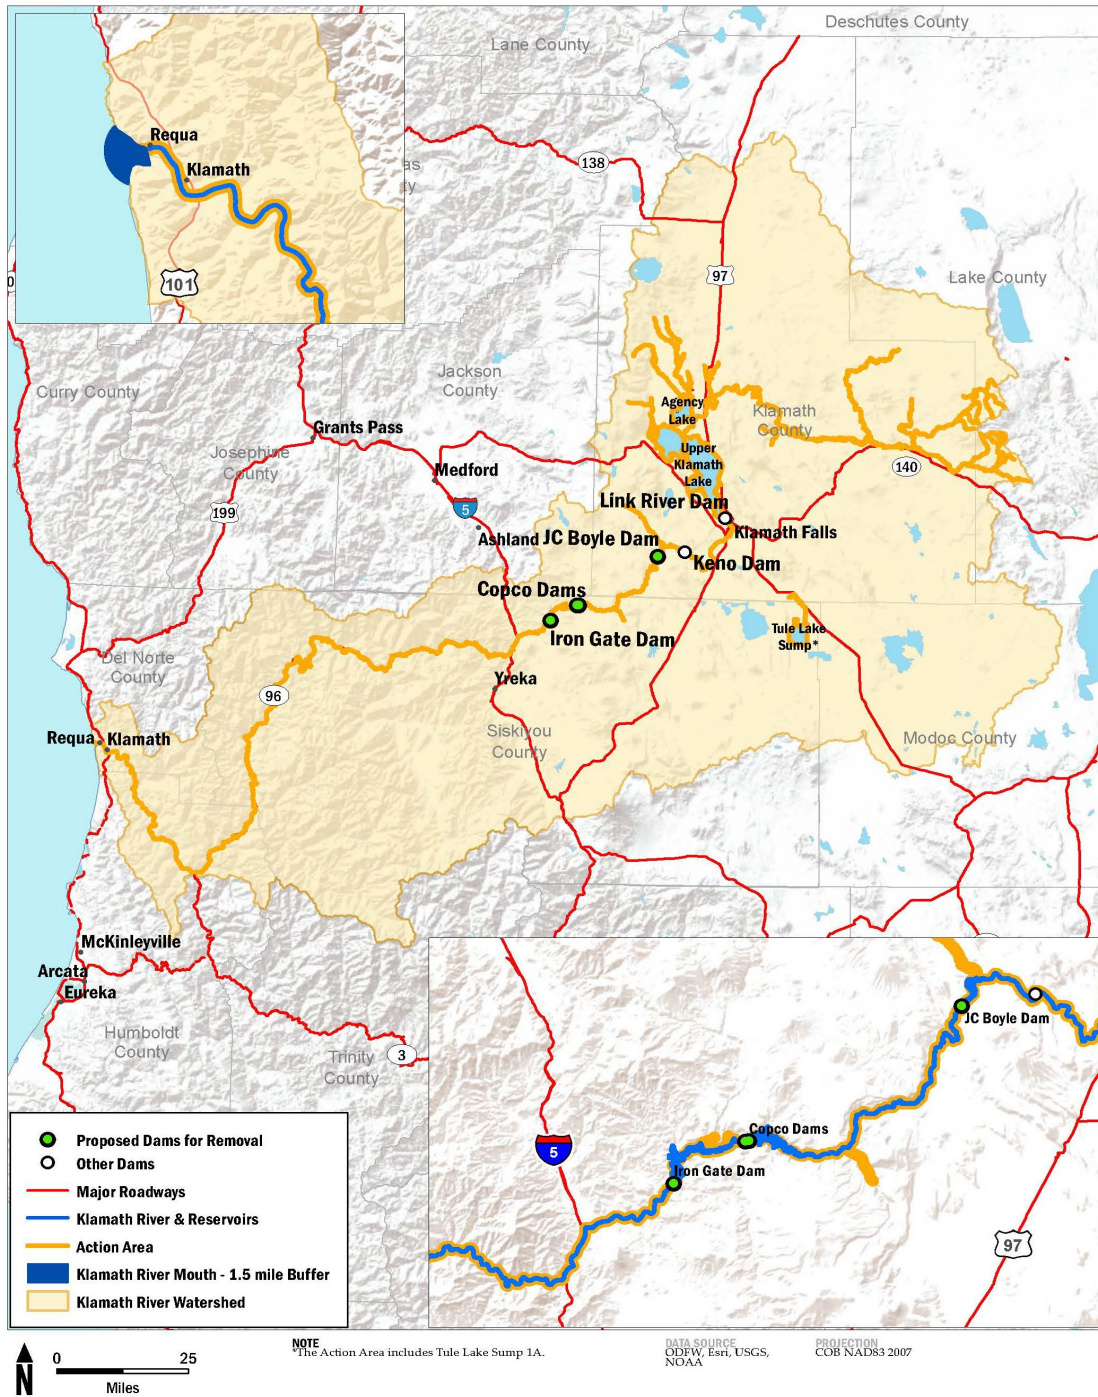 Deschutes County
Lane County
Requa
Klamath
101
138
as
ty
97
Lake County
0
Curry County
Jackson
County
Agency
Lake
Klamath
County
Grants Pass
Josephine
County
Upper
Klamath
Lake
140
Medford
5
199
Link River Dam
Ashland
JC Boyle Dam
Klamath Falls
Keno Dam
Copco Dams
Iron Gate Dam
Tule Lake
Sump*
Del Norte
County
96
Yreka
Siskiyou
County
Modoc County
Requa
Klamath
McKinleyville
Arcata
Eureka
Humboldt
County
Trinity
County
3
JC Boyle Dam
Copco Dams
5
Iron Gate Dam
97
Proposed Dams for Removal
Other Dams
Major Roadways
Klamath River & Reservoirs
Action Area
Klamath River Mouth - 1.5 mile Buffer
Klamath River Watershed
N
0 25
Miles
NOTE
*The Action Area includes Tule Lake Sump 1A.
DATA SOURCE
ODFW, Esri, USGS,
NOAA
PROJECTION
COB NAD83 2007